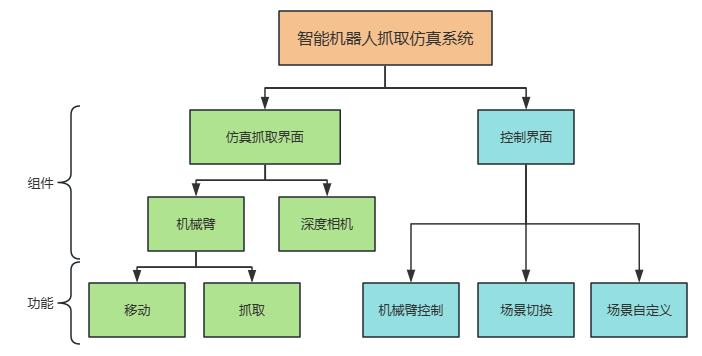 智能机器人抓取仿真系统
仿真抓取界面
控制界面
组件
机械臂
深度相机
功能
移动
抓取
机械臂控制
场景切换
场景自定义